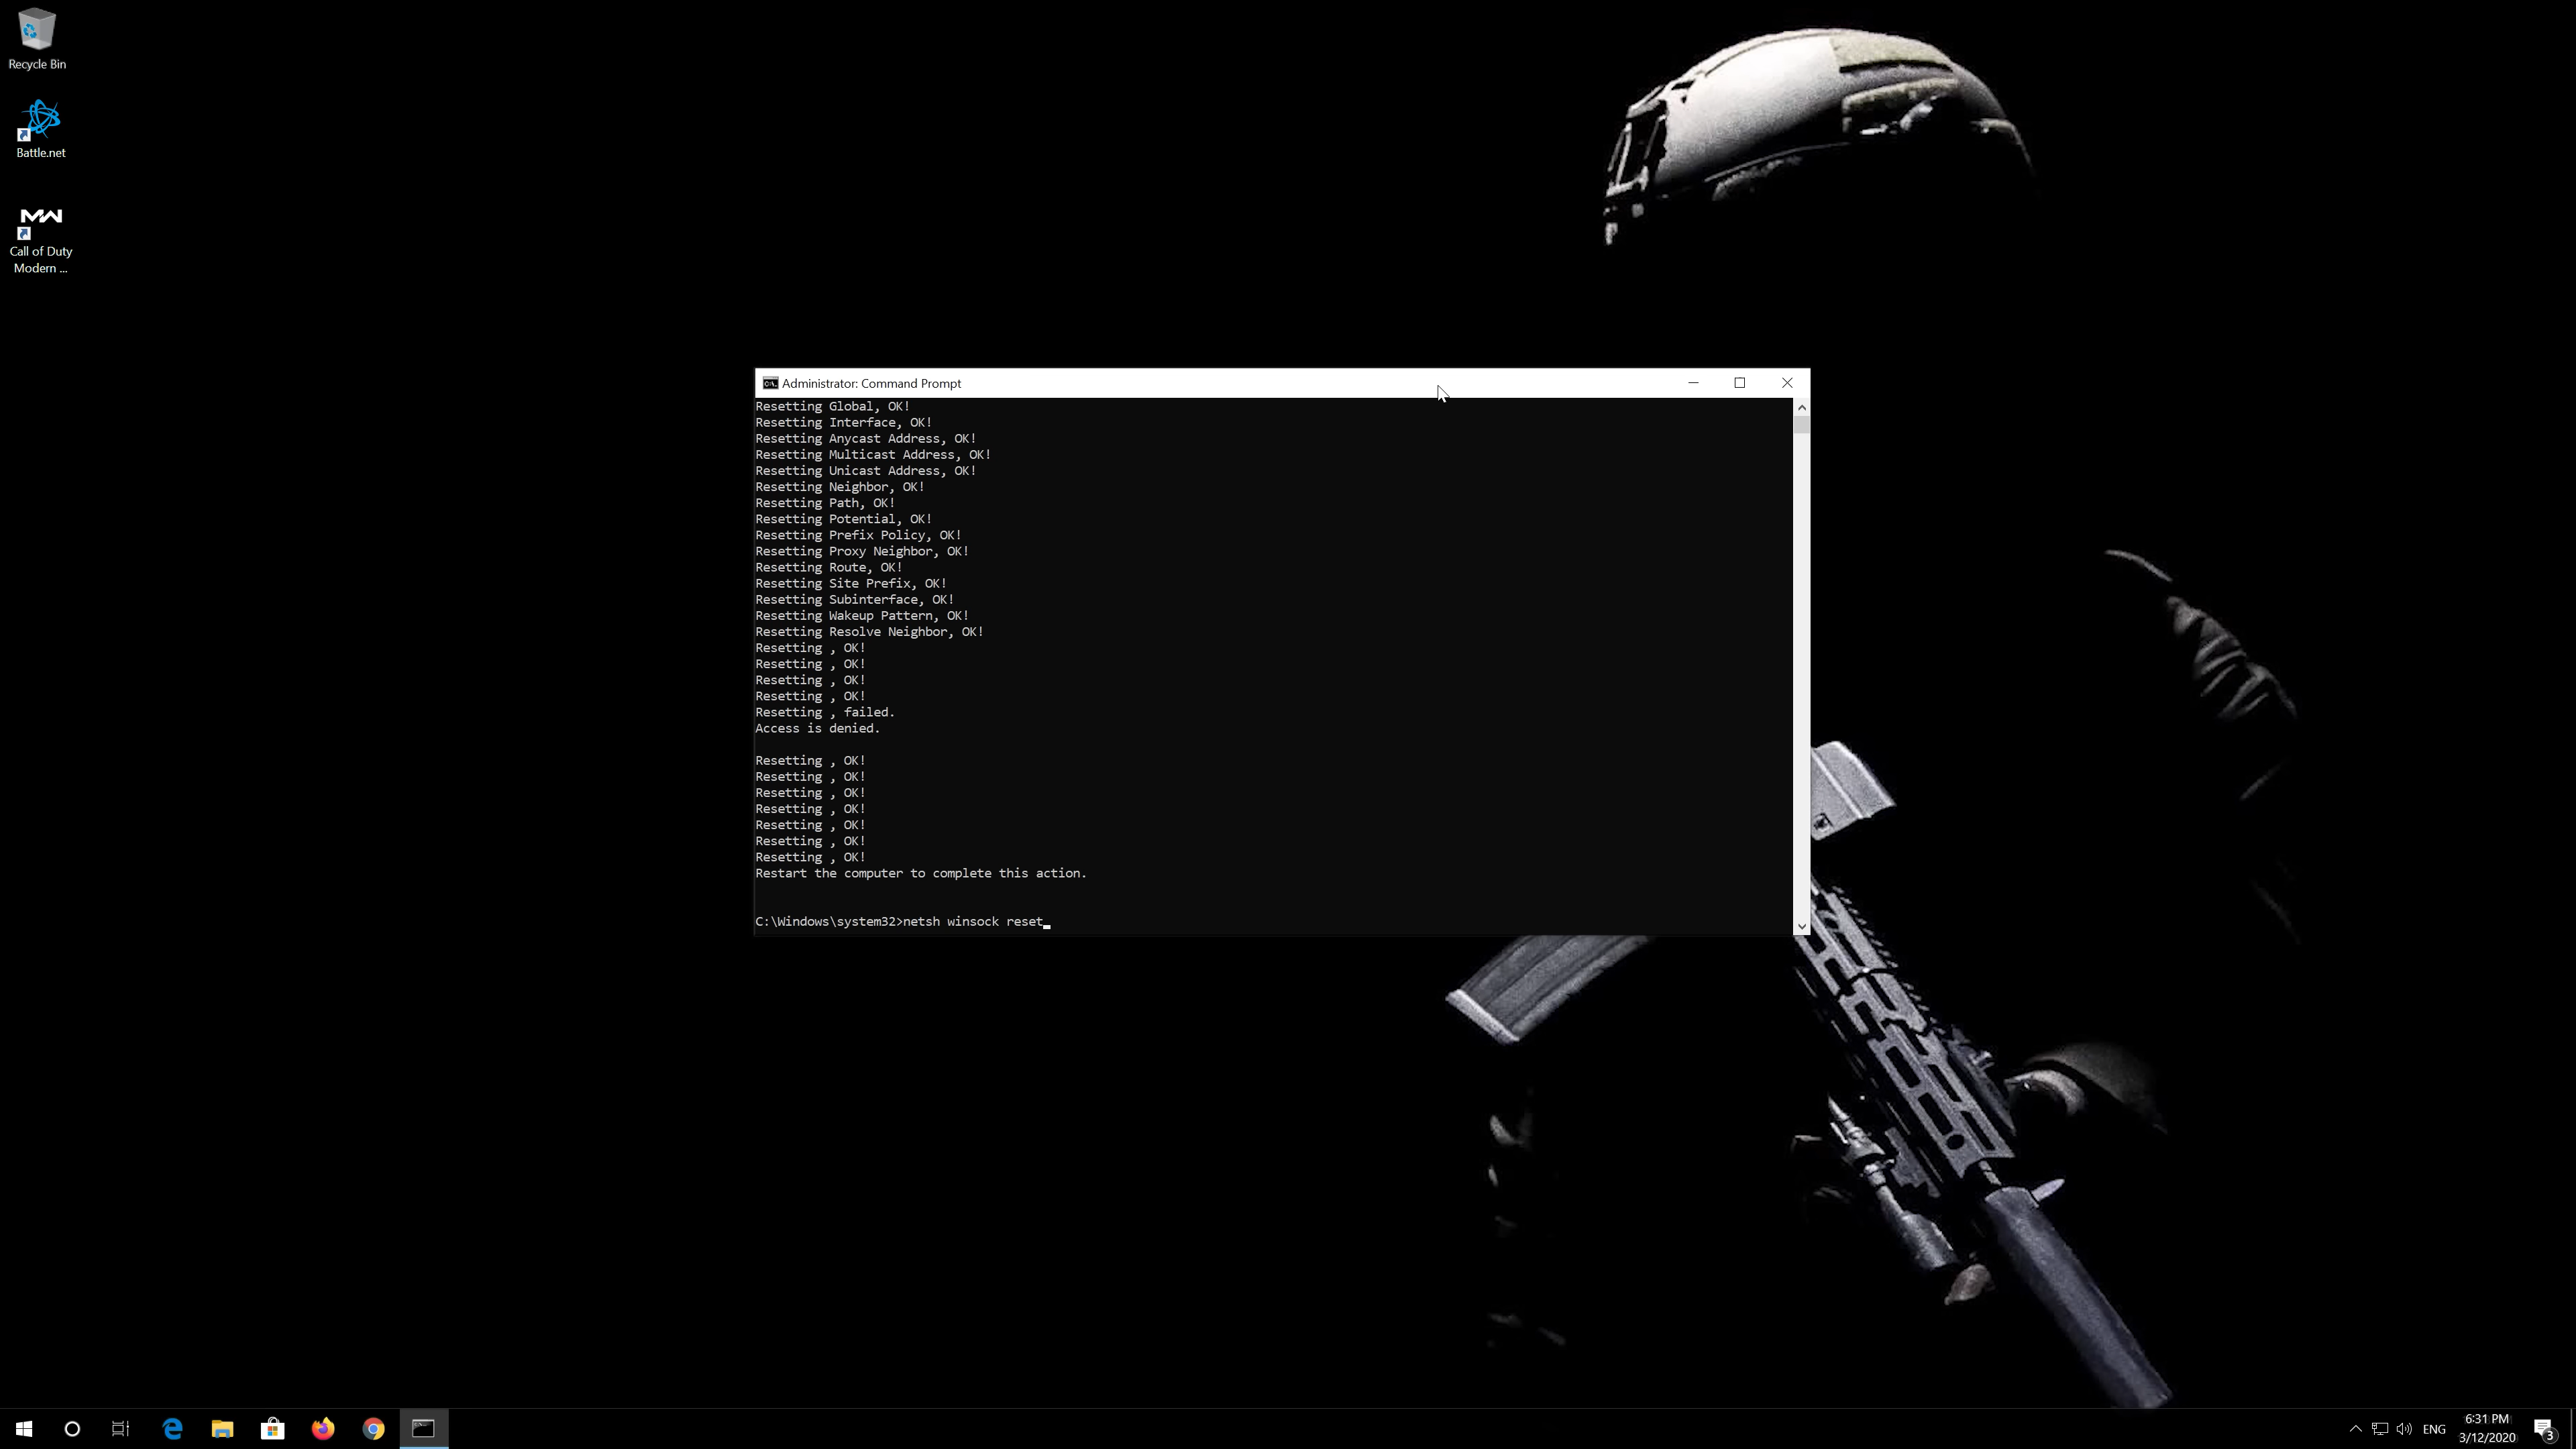 Recycle Bin
Battle.net
MW
Call of Duty
Modern ...
Administrator: Command Prompt
Resetting Global, OK!
Resetting Interface, OK!
Resetting Anycast Address, OK!
Resetting Multicast Address, OK!
Resetting Unicast Address, OK!
Resetting Neighbor, OK!
Resetting Path, OK!
Resetting Potential, OK!
Resetting Prefix Policy, OK!
Resetting Proxy Neighbor, OK!
Resetting Route, OK!
Resetting Site Prefix, OK!
Resetting Subinterface, OK!
Resetting Wakeup Pattern, OK!
Resetting Resolve Neighbor, OK!
Resetting , OK!
Resetting , OK!
Resetting , OK!
Resetting , OK!
Resetting , failed.
Access is denied.
Resetting , OK!
Resetting , OK!
Resetting , OK!
Resetting , OK!
Resetting , OK!
Resetting , OK!
Resetting , OK!
Restart the computer to complete this action.
C:\Windows\system32>netsh winsock reset
ENG
6:31 PM
3/12/2020
3